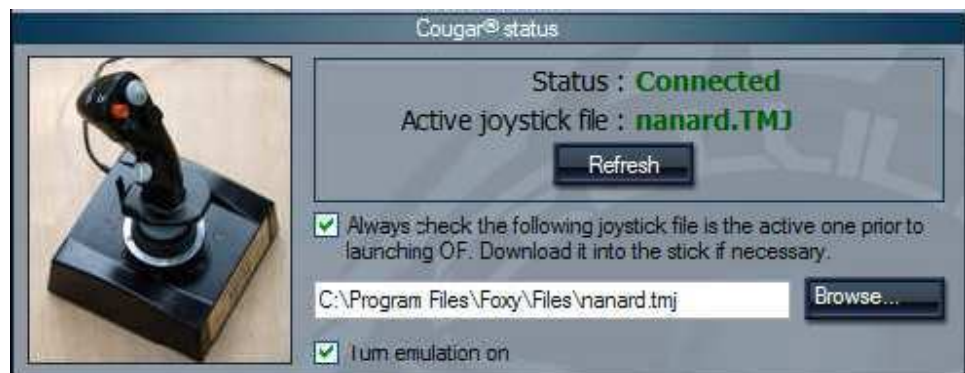 Cougar® status
Status : Connected
Active joystick file : nanard.TMJ
Refresh
Always check the following joystick file is the active one prior to
launching OF. Download it into the stick if necessary.
C:\Program Files\Foxy\Files\nanard.tmj
Browse...
Turn emulation on